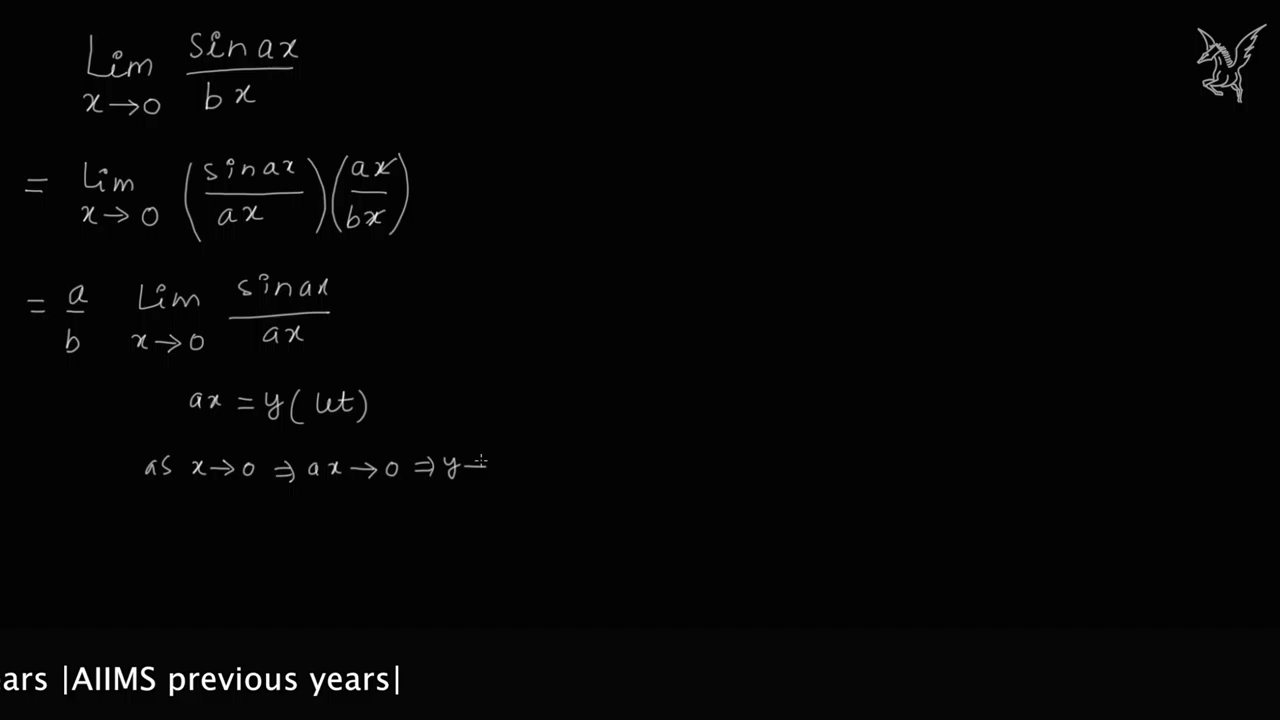 Lim sin ax / bx
x→0
= Lim (sin ax / ax)(ax / bx)
x→0
= a/b Lim sin ax / ax
x→0
ax = y (let)
as x→0 ⇒ ax→0 ⇒ y–
ars |AIIMS previous years|